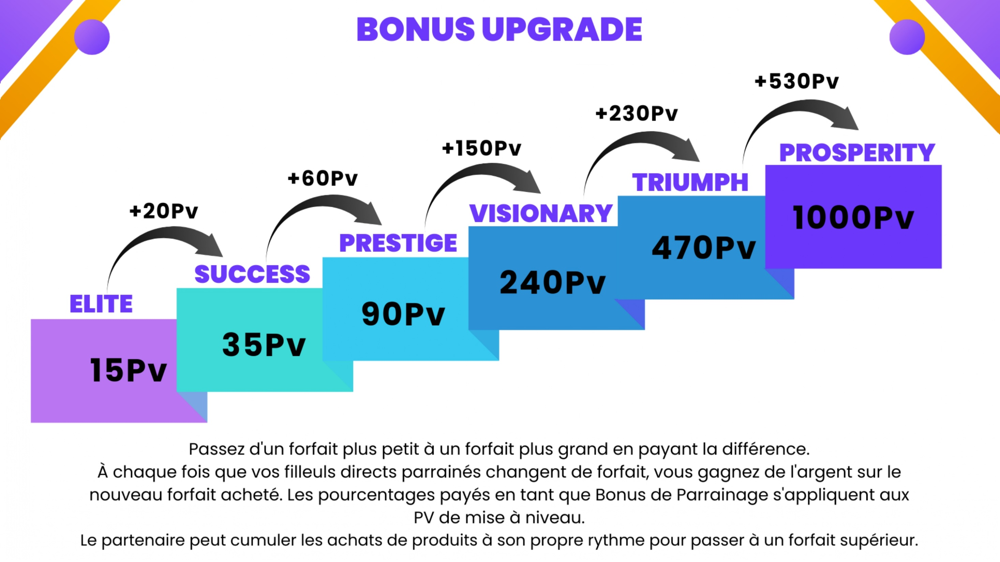 BONUS UPGRADE
+530Pv
+230Pv
+150Pv
+60Pv
+20Pv
PROSPERITY
TRIUMPH
VISIONARY
PRESTIGE
SUCCESS
ELITE
1000Pv
470Pv
240Pv
90Pv
35Pv
15Pv
Passez d'un forfait plus petit à un forfait plus grand en payant la différence.
À chaque fois que vos filleuls directs parrainés changent de forfait, vous gagnez de l'argent sur le
nouveau forfait acheté. Les pourcentages payés en tant que Bonus de Parrainage s'appliquent aux
PV de mise à niveau.
Le partenaire peut cumuler les achats de produits à son propre rythme pour passer à un forfait supérieur.